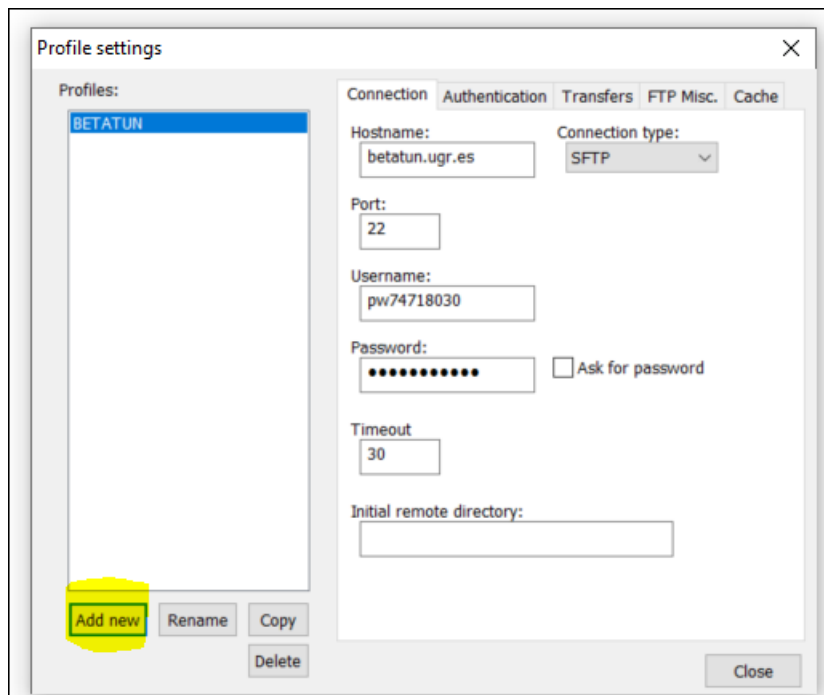 Profile settings
Profiles:
BETATUN
Add new
Rename
Copy
Delete
Connection
Authentication
Transfers
FTP Misc.
Cache
Hostname:
betatun.ugr.es
Connection type:
SFTP
Port:
22
Username:
pw74718030
Password:
●●●●●●●●●●●
Ask for password
Timeout
30
Initial remote directory:
Close